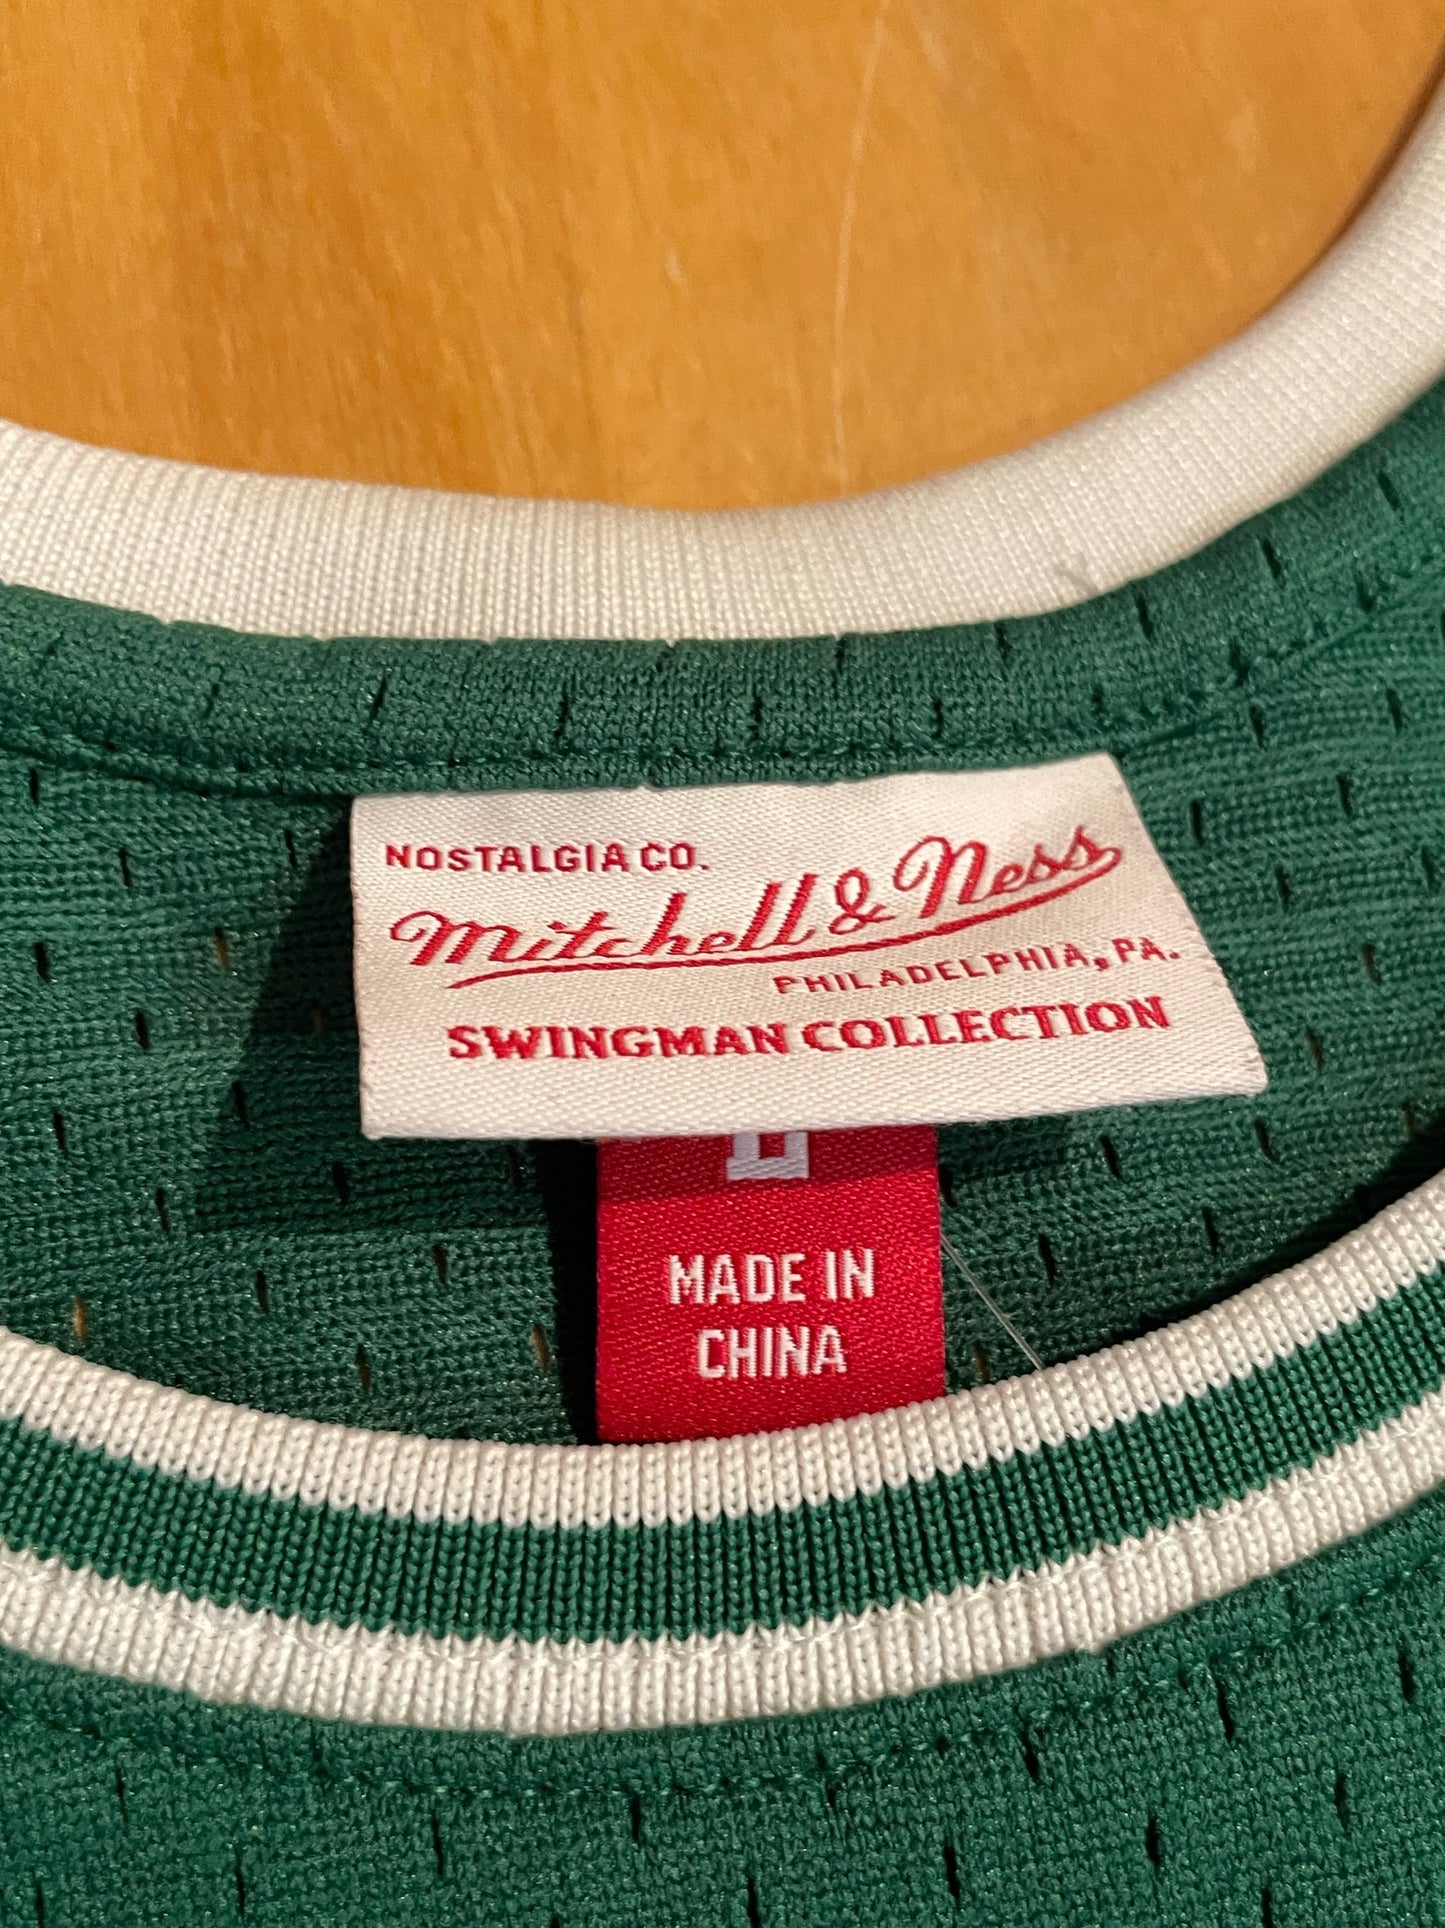 NOSTALGIA CO.
Mitchell & Ness
PHILADELPHIA, PA.
SWINGMAN COLLECTION
MADE IN
CHINA